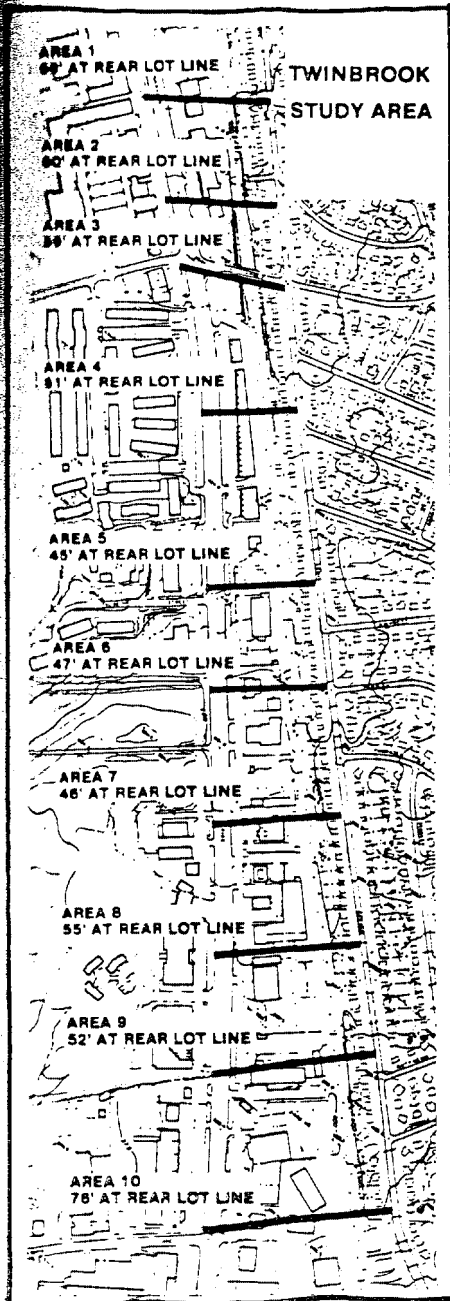 AREA 1
AT REAR LOT LINE
TWINBROOK
STUDY AREA
AREA 2
AT REAR LOT LINE
AREA 3
AT REAR LOT LINE
AREA 4
AT REAR LOT LINE
AREA 5
45' AT REAR LOT LINE
AREA 6
47' AT REAR LOT LINE
AREA 7
46' AT REAR LOT LINE
AREA 8
55' AT REAR LOT LINE
AREA 9
52' AT REAR LOT LINE
AREA 10
AT REAR LOT LINE